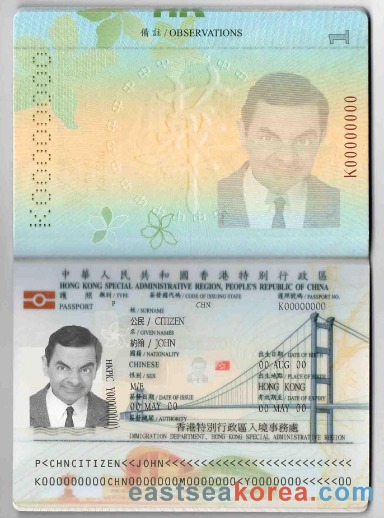 HK
備註 / OBSERVATIONS
1
K00000000
K00000000
中華人民共和國香港特別行政區
HONG KONG SPECIAL ADMINISTRATIVE REGION, PEOPLE'S REPUBLIC OF CHINA
護照 類別 / TYPE 簽發國代碼 / CODE OF ISSUING STATE 護照號碼 / PASSPORT NO.
PASSPORT P CHN K00000000
姓 / SURNAME
公民 / CITIZEN
名 / GIVEN NAMES
約翰 / JOHN
國籍 / NATIONALITY 出生日期 / DATE OF BIRTH
CHINESE 00 AUG 00
性別 / SEX 出生地點 / PLACE OF BIRTH
HONG KONG
簽發日期 / DATE OF ISSUE 有效期至 / DATE OF EXPIRY
00 MAY 00 00 MAY 00
簽發機關 / AUTHORITY
香港特別行政區入境事務處
IMMIGRATION DEPARTMENT, HONG KONG SPECIAL ADMINISTRATIVE REGION
P<CHNCITIZEN<<JOHN<<<<<<<<<<<<<<<<<<<<<<<<<<
K000000000CHN0000000M0000000<Y0000000<<<<<00
eastseakorea.com